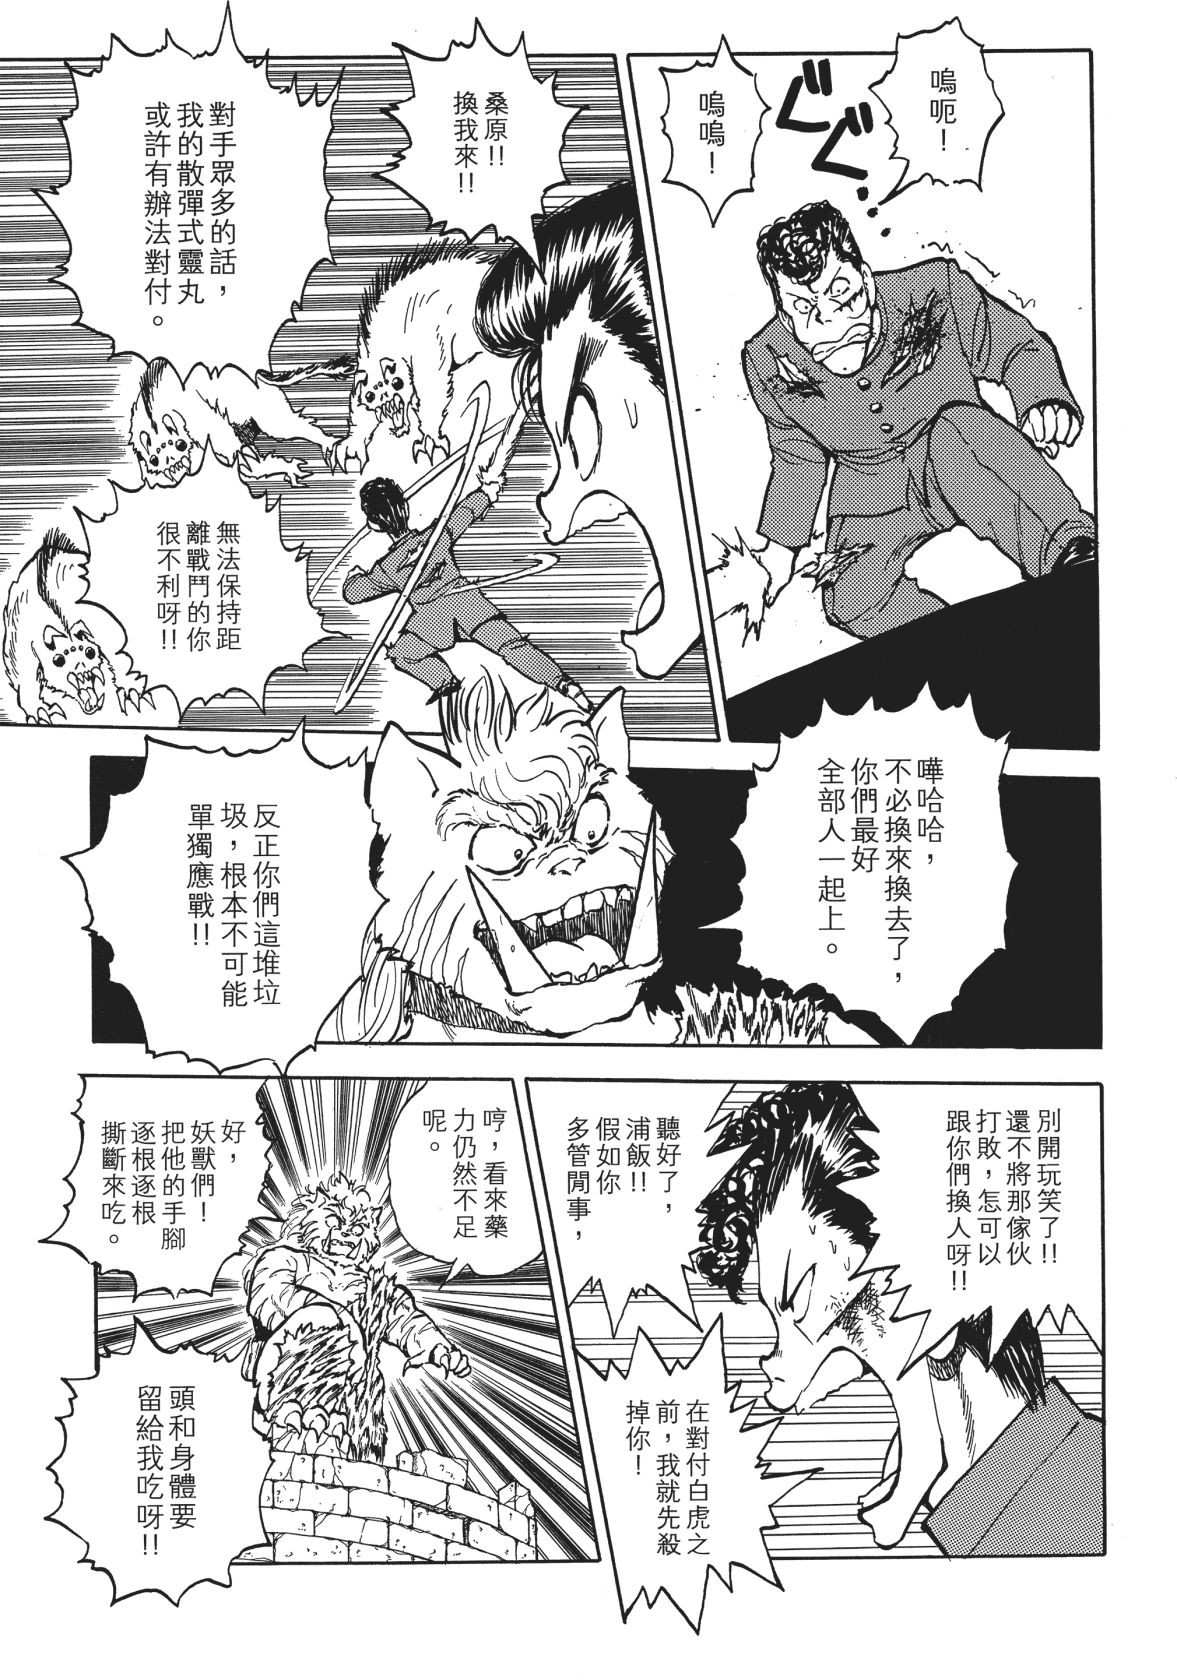 嗚呃！
嗚嗚！
桑原!!
換我來!!
對手眾多的話，
我的散彈式靈丸
或許有辦法對付。
無法保持距
離戰鬥的你
很不利呀!!
嘩哈哈，
不必換來換去了，
你們最好
全部人一起上。
反正你們這堆垃
圾，根本不可能
單獨應戰!!
別開玩笑了!!
還不將那傢伙
打敗，怎可以
跟你們換人呀!!
聽好了，
浦飯!!
假如你
多管閒事，
在對付白虎之
前，我就先殺
掉你！
哼，看來藥
力仍然不足
呢。
好，
妖獸們！
把他的手腳
逐根逐根
撕斷來吃。
頭和身體要
留給我吃呀!!